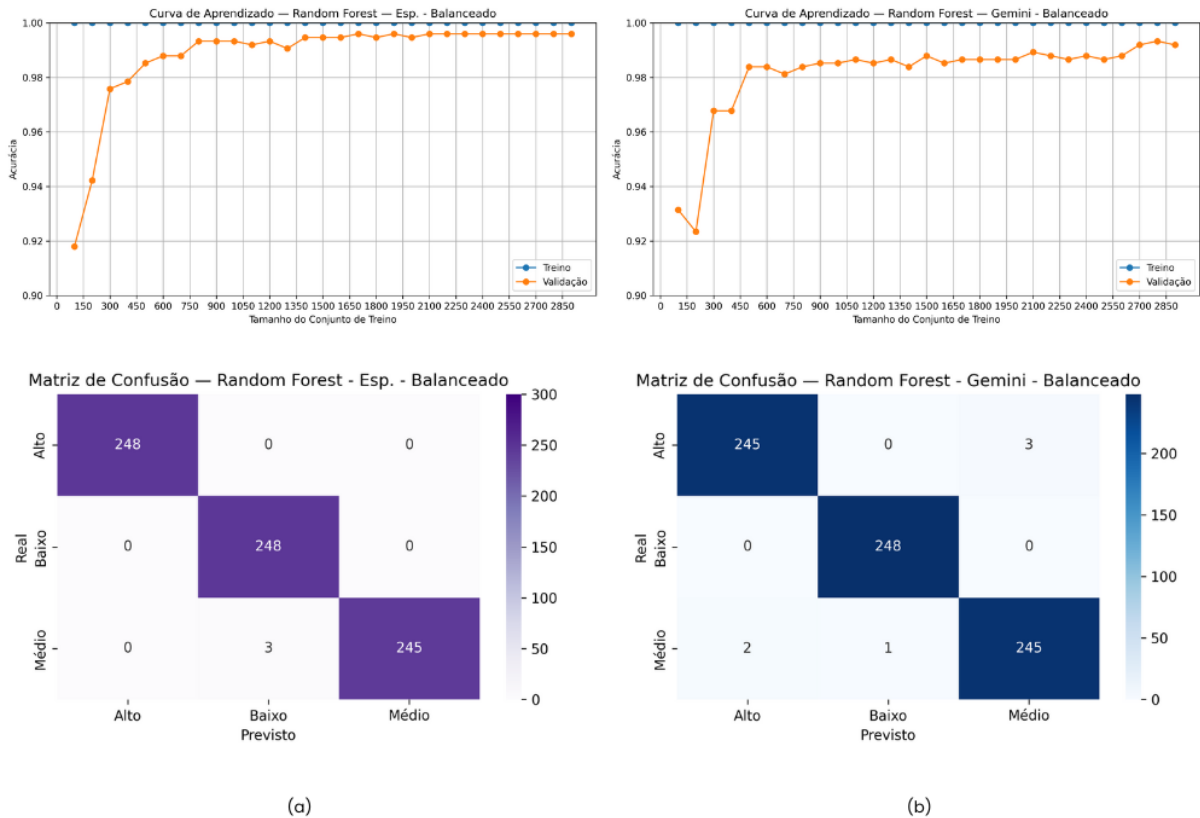 Curva de Aprendizado — Random Forest — Esp. - Balanceado
1.00
0.98
0.96
0.94
0.92
0.90
Acurácia
Treino
Validação
0 150 300 450 600 750 900 1050 1200 1350 1500 1650 1800 1950 2100 2250 2400 2550 2700 2850
Tamanho do Conjunto de Treino
Curva de Aprendizado — Random Forest — Gemini - Balanceado
1.00
0.98
0.96
0.94
0.92
0.90
Acurácia
Treino
Validação
0 150 300 450 600 750 900 1050 1200 1350 1500 1650 1800 1950 2100 2250 2400 2550 2700 2850
Tamanho do Conjunto de Treino
Matriz de Confusão — Random Forest - Esp. - Balanceado
Real
Alto 248 0 0
Baixo 0 248 0
Médio 0 3 245
Alto Baixo Médio
Previsto
300
250
200
150
100
50
0
Matriz de Confusão — Random Forest - Gemini - Balanceado
Real
Alto 245 0 3
Baixo 0 248 0
Médio 2 1 245
Alto Baixo Médio
Previsto
200
150
100
50
0
(a)
(b)